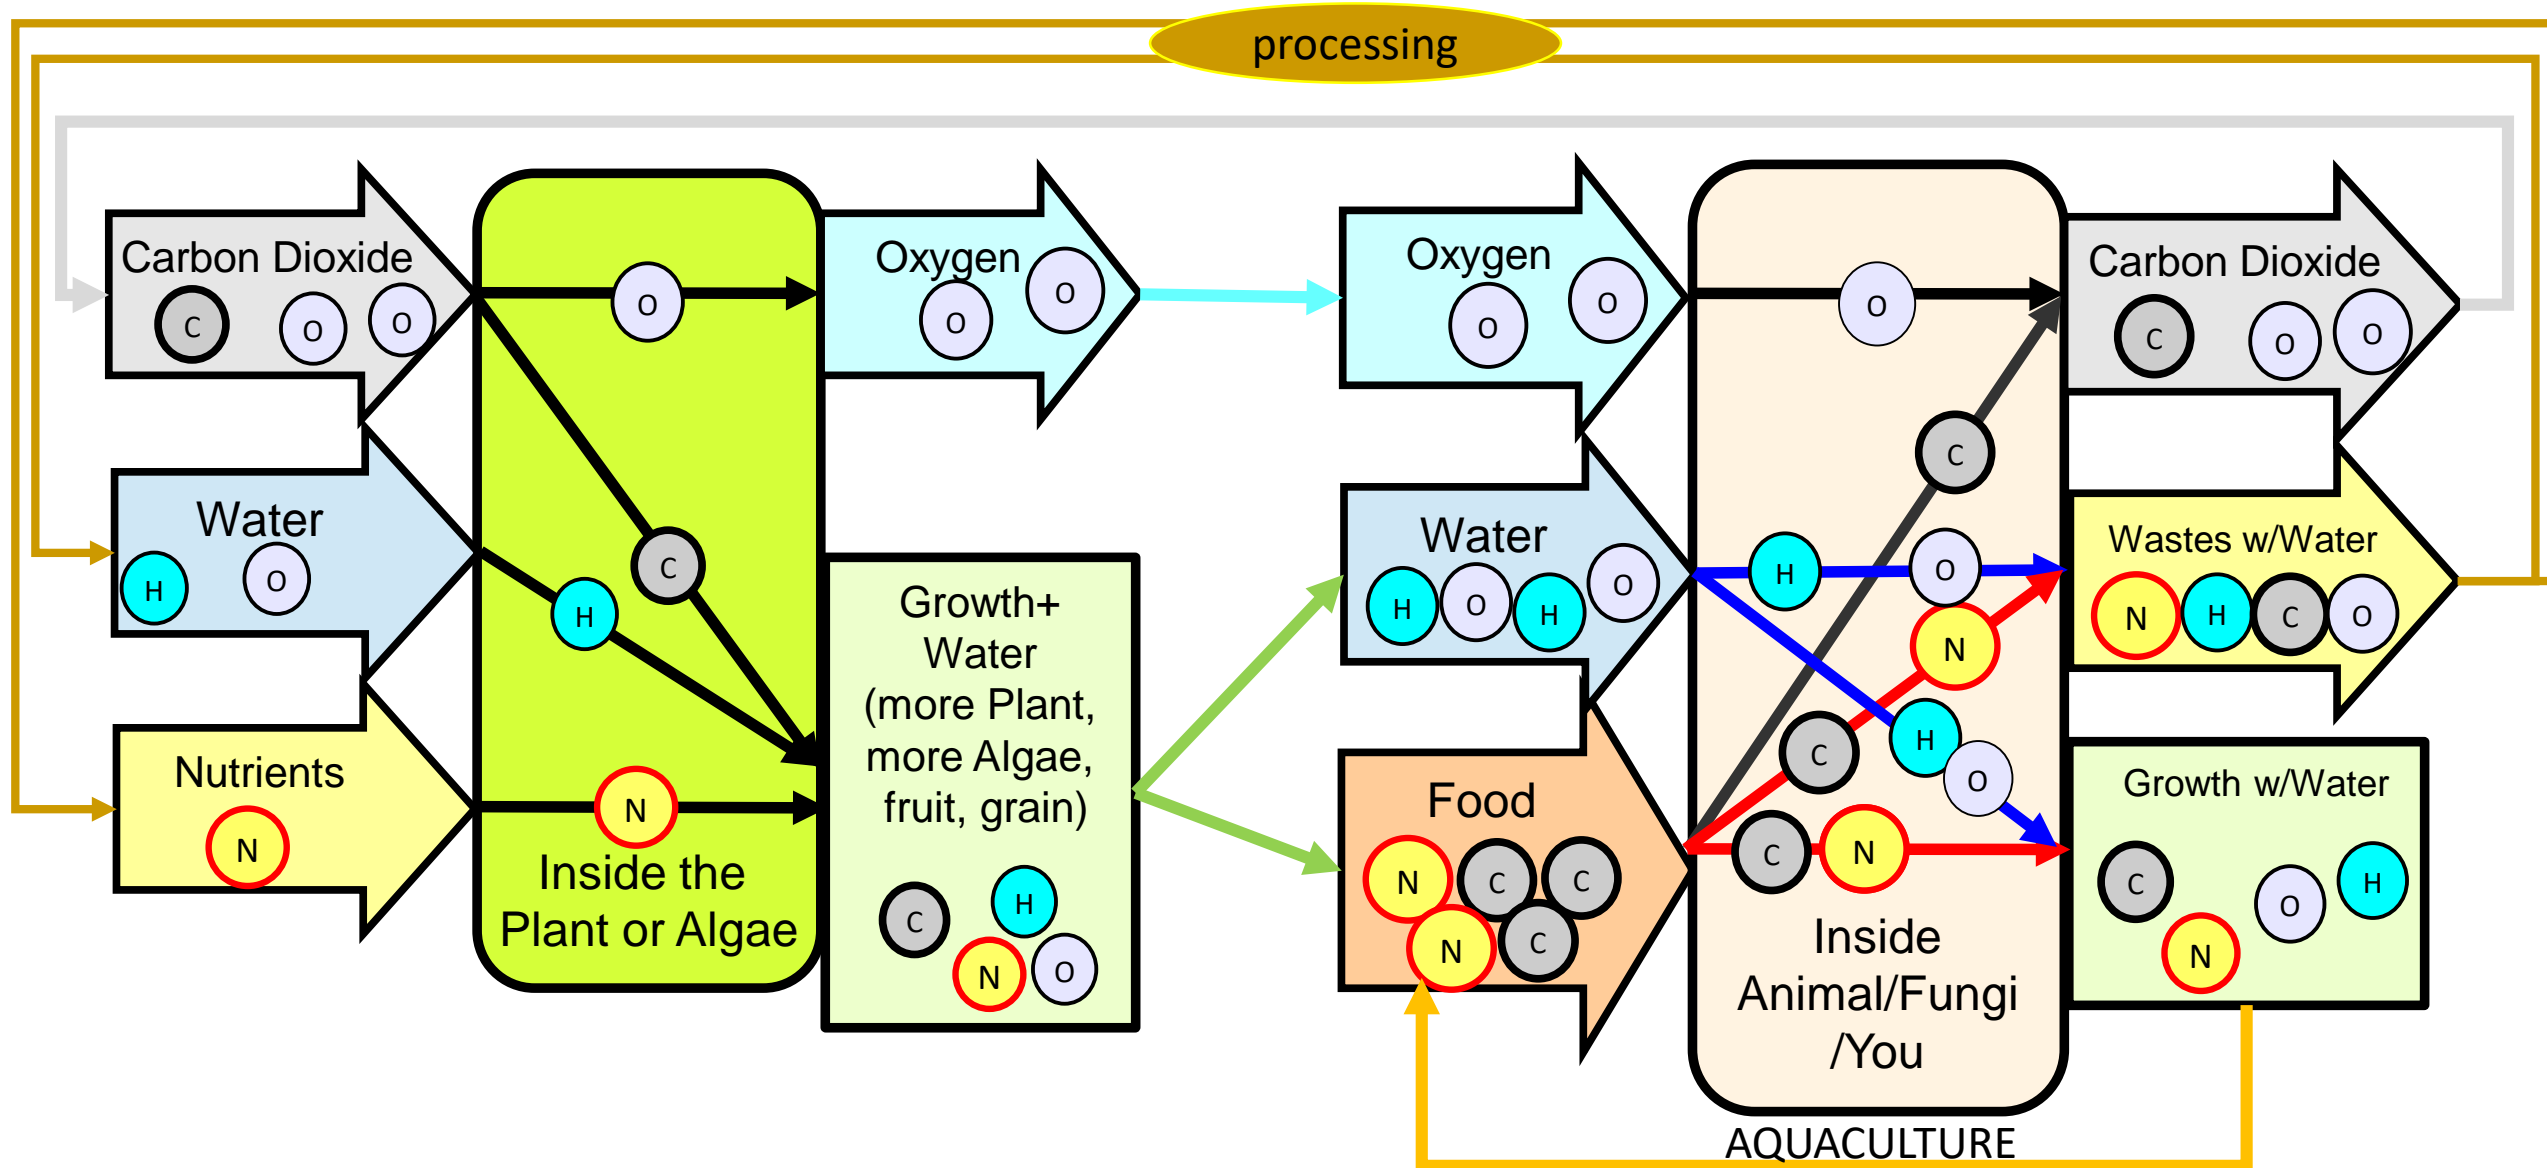 processing
Carbon Dioxide
C O O
Water
H O
Nutrients
N
O
C
H
N
Inside the
Plant or Algae
Oxygen
O O
Growth+
Water
(more Plant,
more Algae,
fruit, grain)
C H
N O
Oxygen
O O
Water
H O H O
Food
N C C
N C
O
C
H O
N
C H
O
C N
Inside
Animal/Fungi
/You
Carbon Dioxide
C O O
Wastes w/Water
N H C O
Growth w/Water
C O H
N
AQUACULTURE